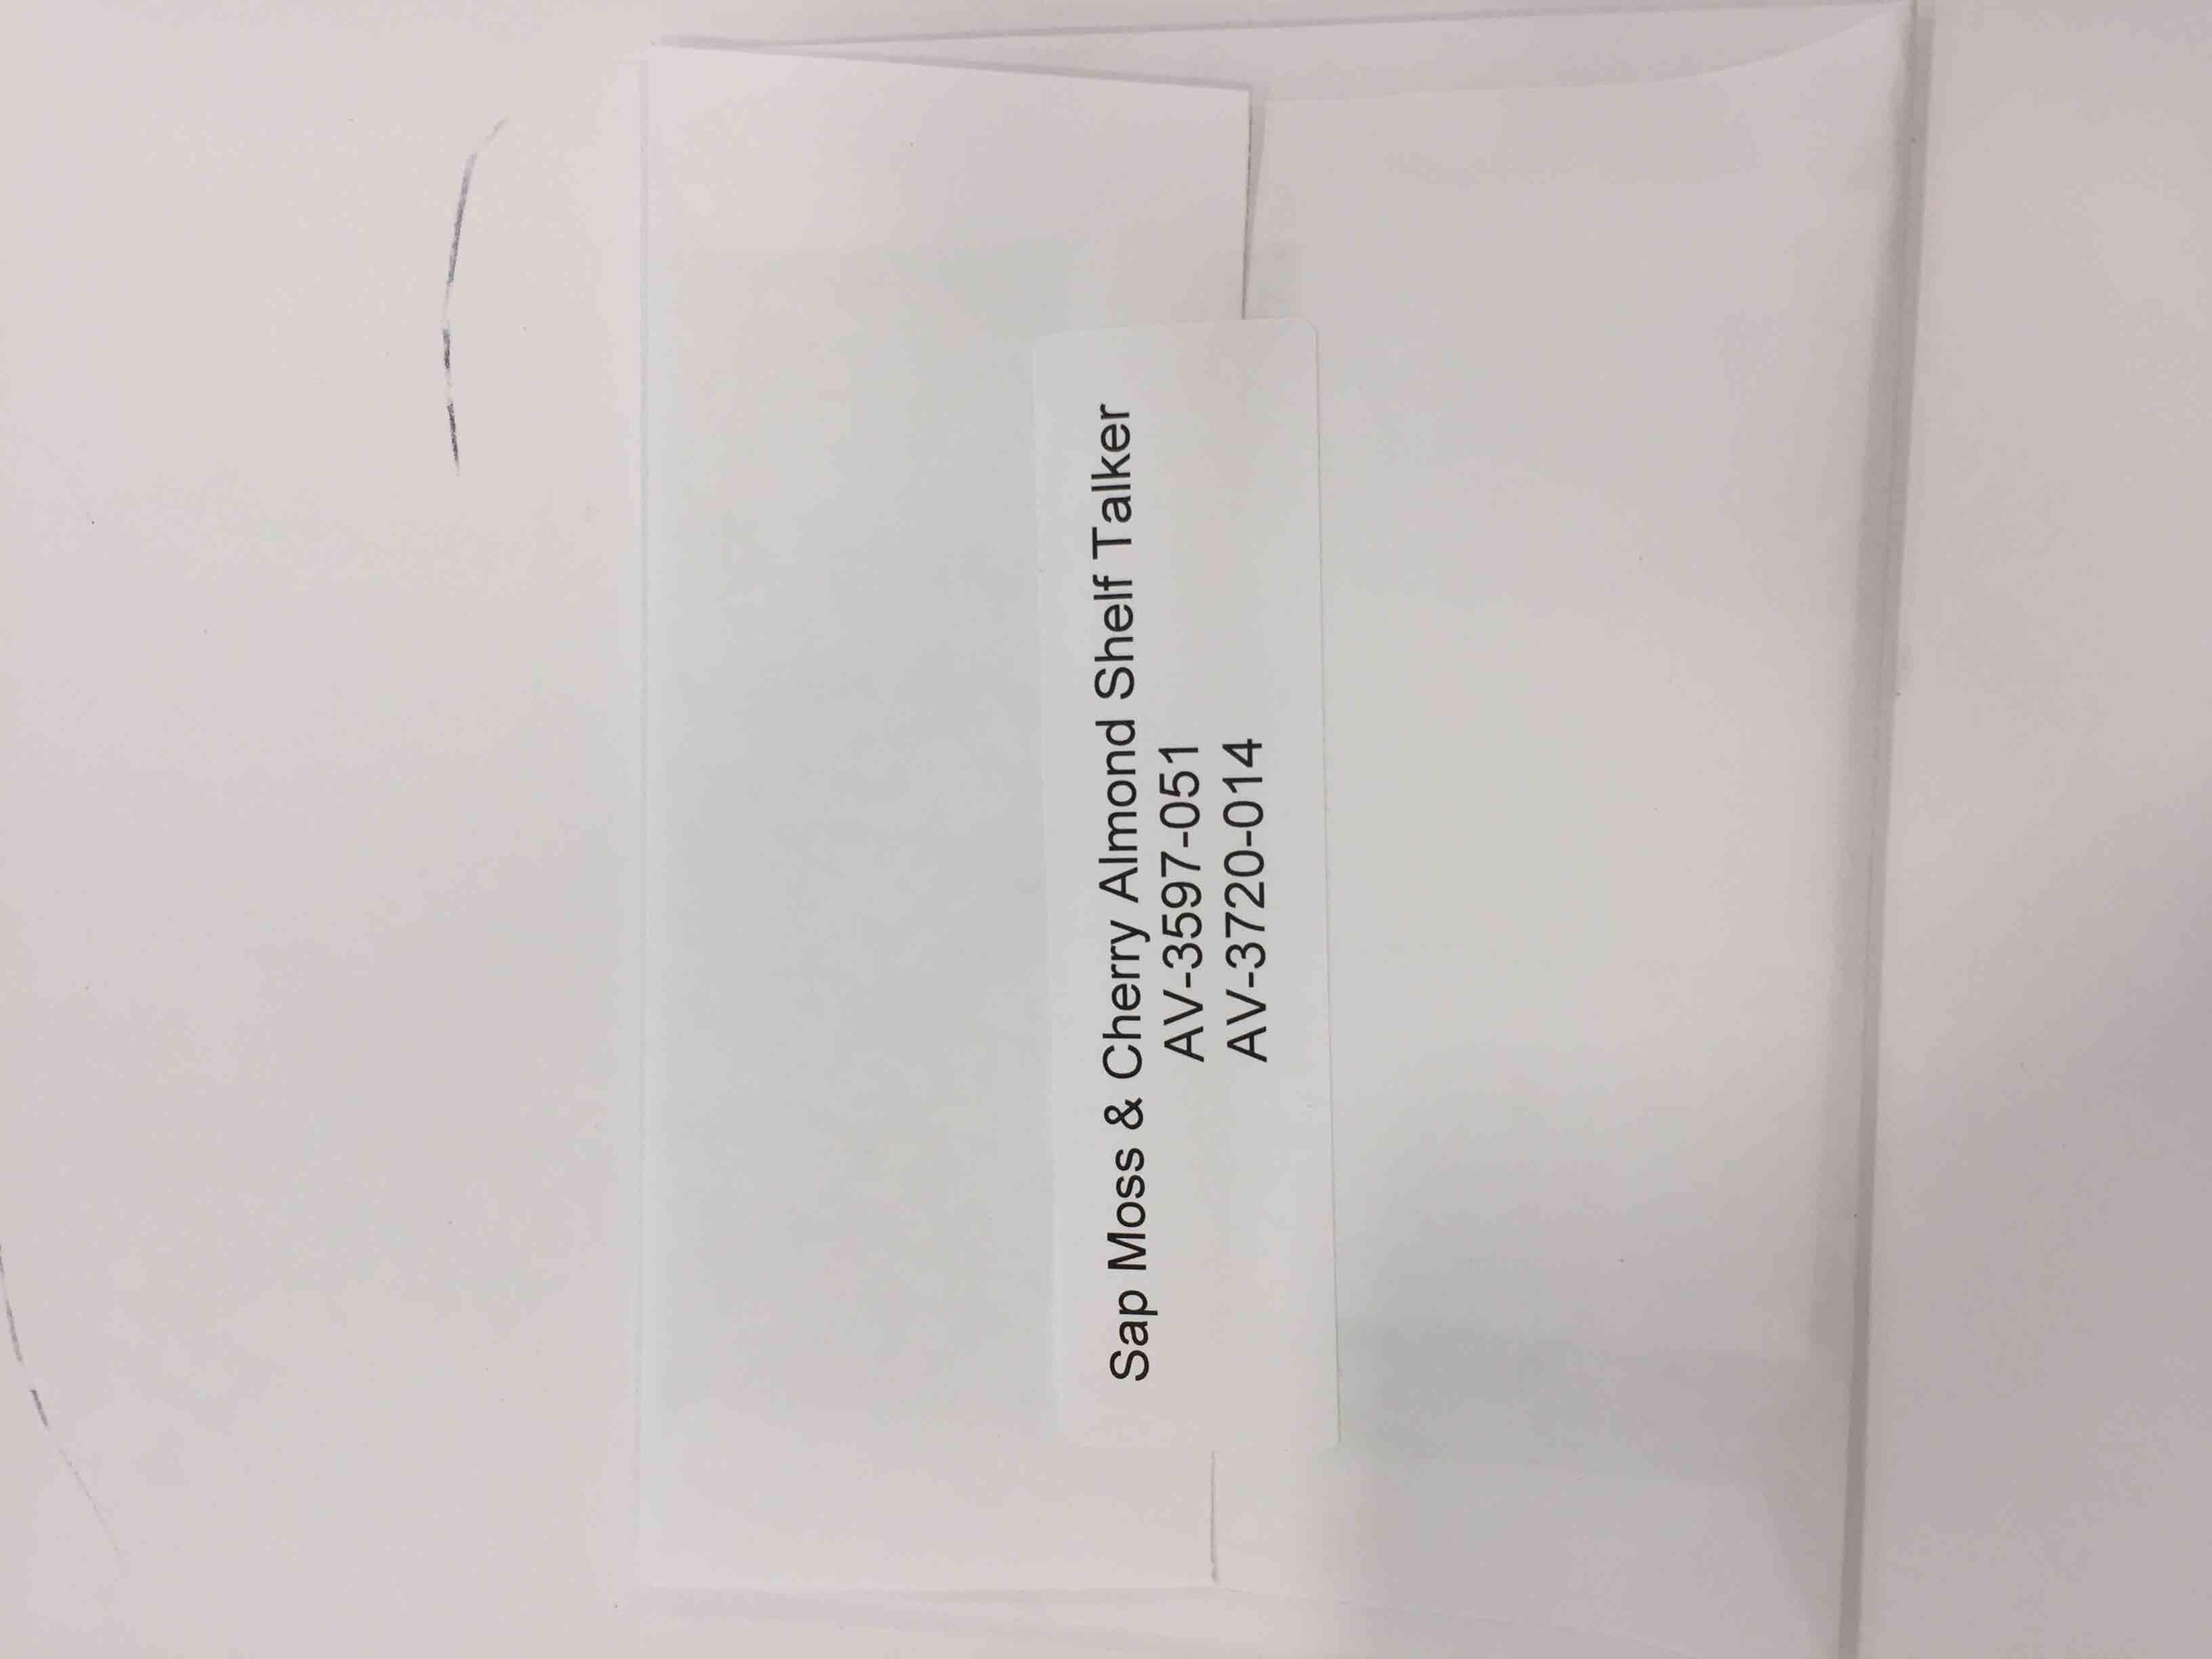 Sap Moss & Cherry Almond Shelf Talker
AV-3597-051
AV-3720-014